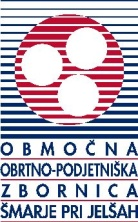 OBMOČNA
OBRTNO-PODJETNIŠKA
ZBORNICA
ŠMARJE PRI JELŠAH